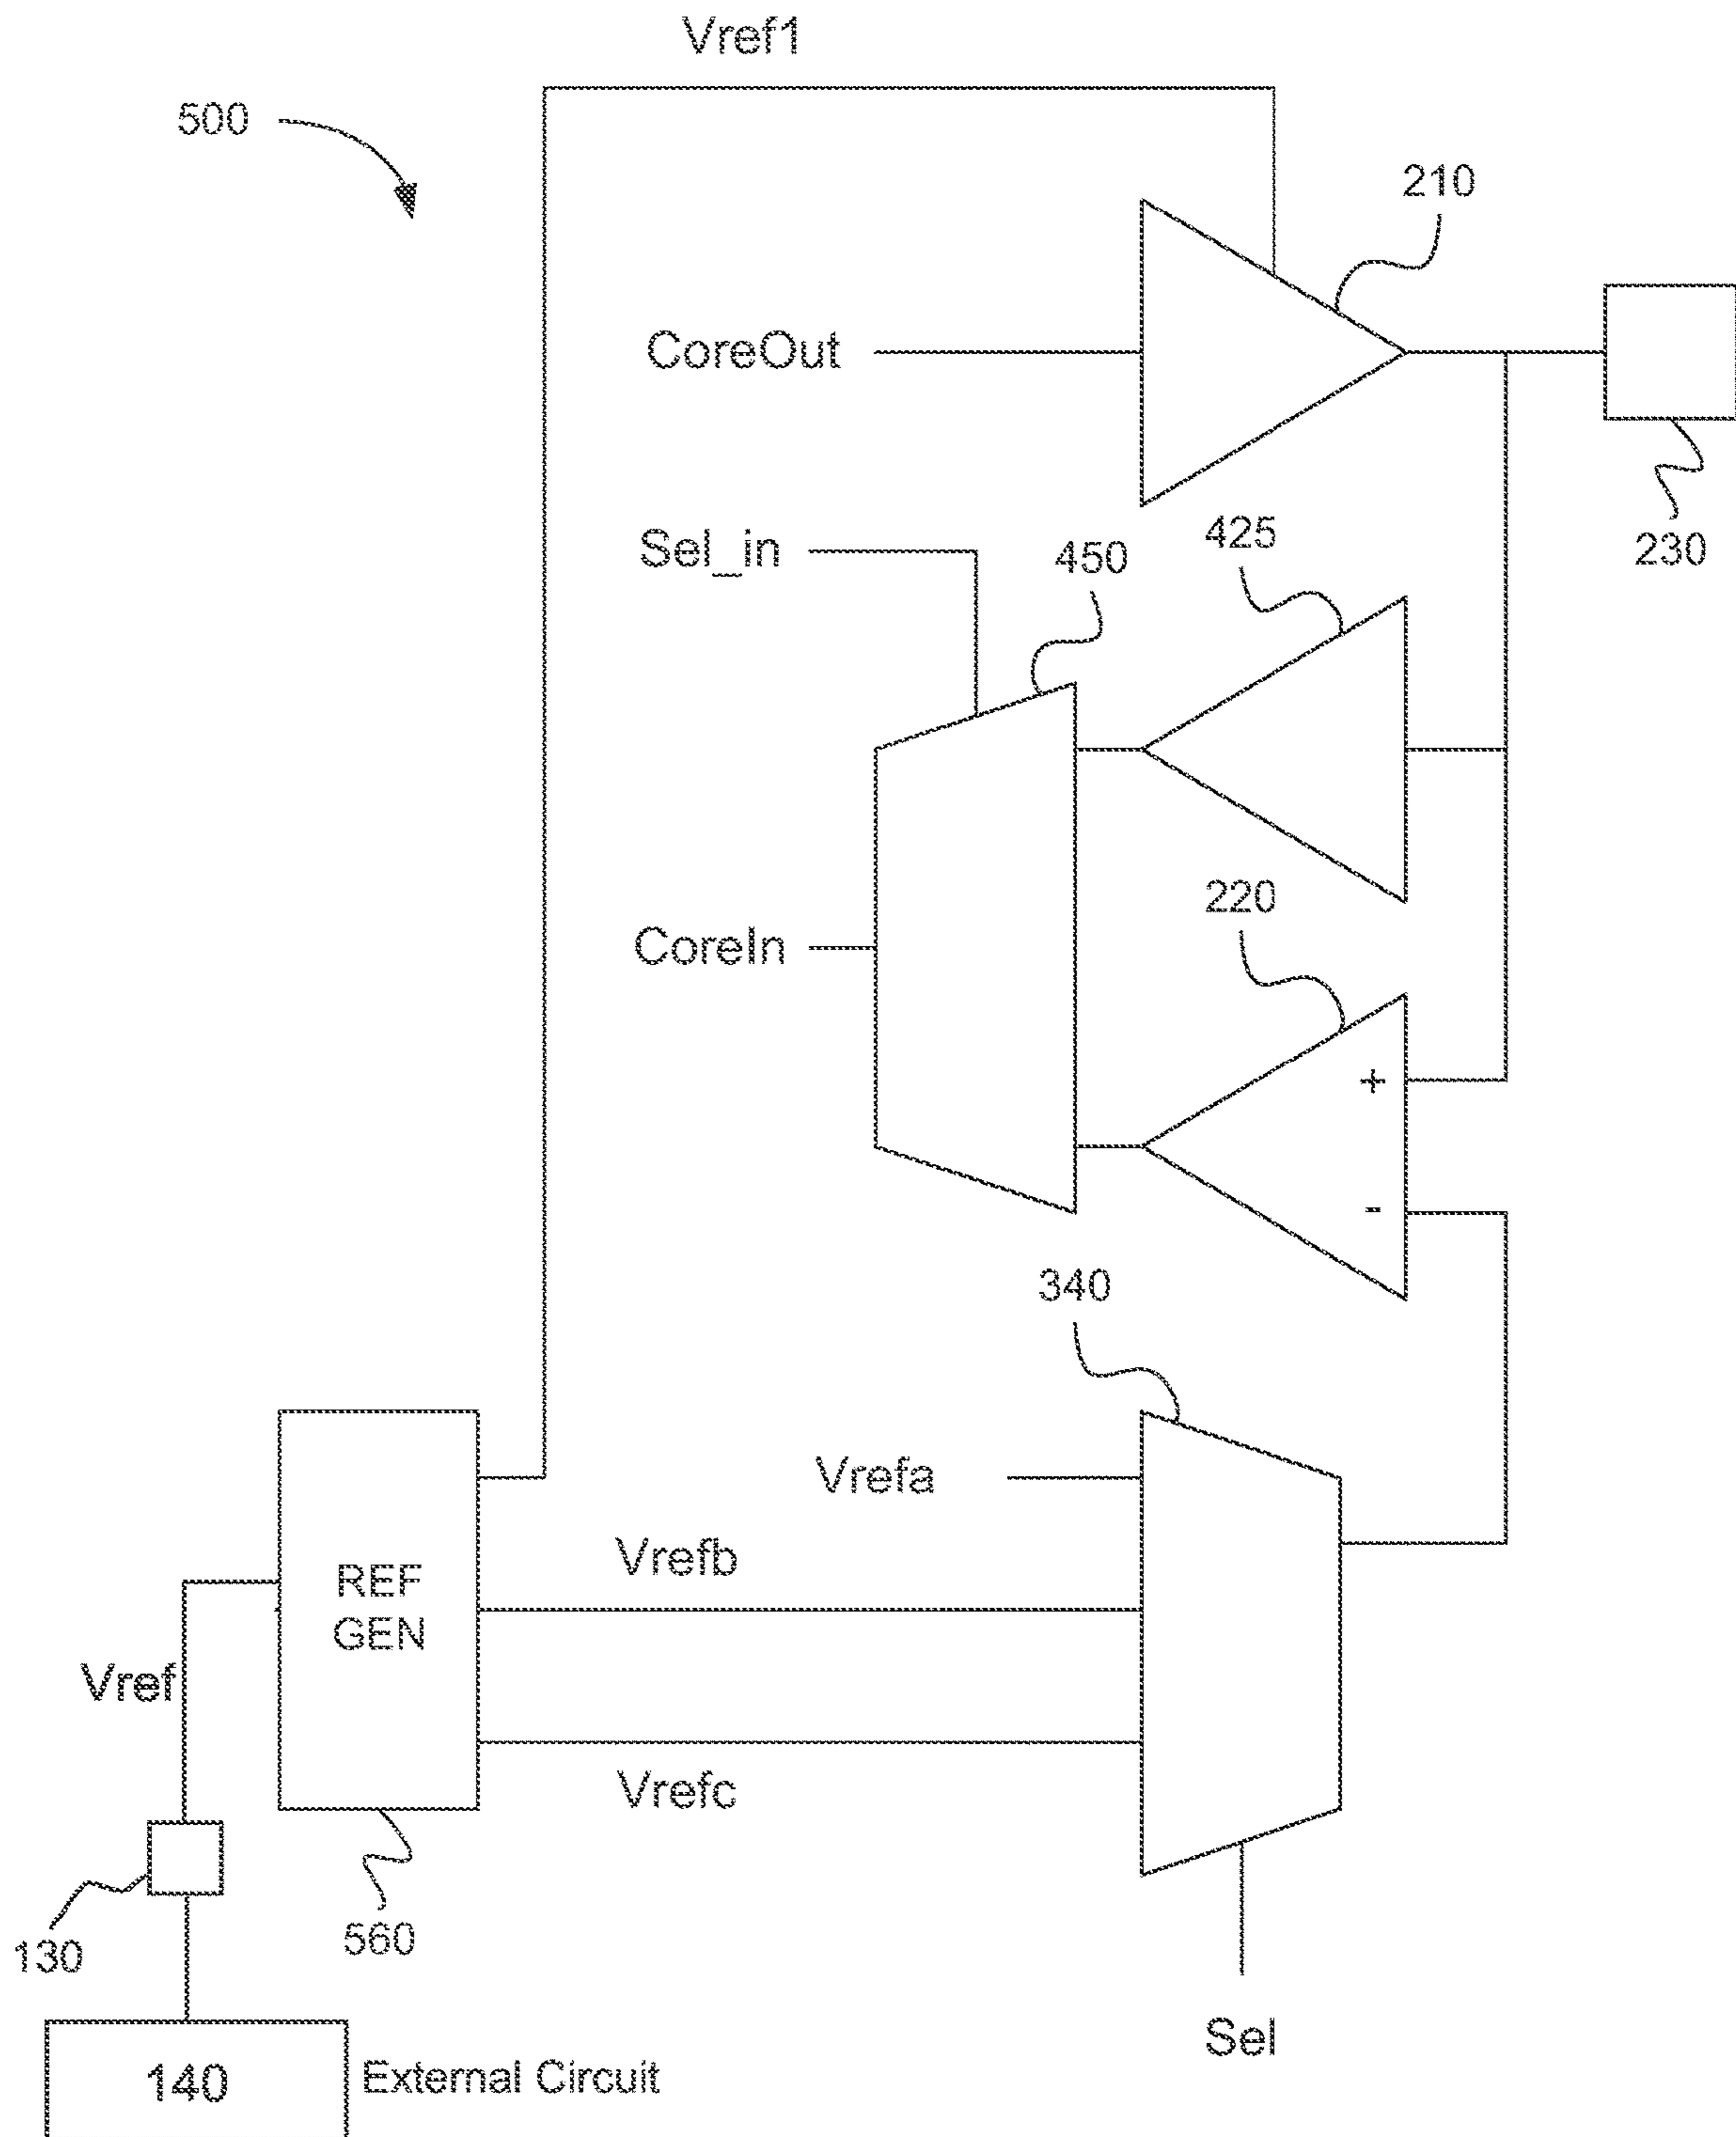 Vref1
500
210
CoreOut
230
Sel_in
450
425
220
CoreIn
+
-
340
Vrefa
Vrefb
REF
GEN
Vref
Vrefc
130
560
Sel
140
External Circuit